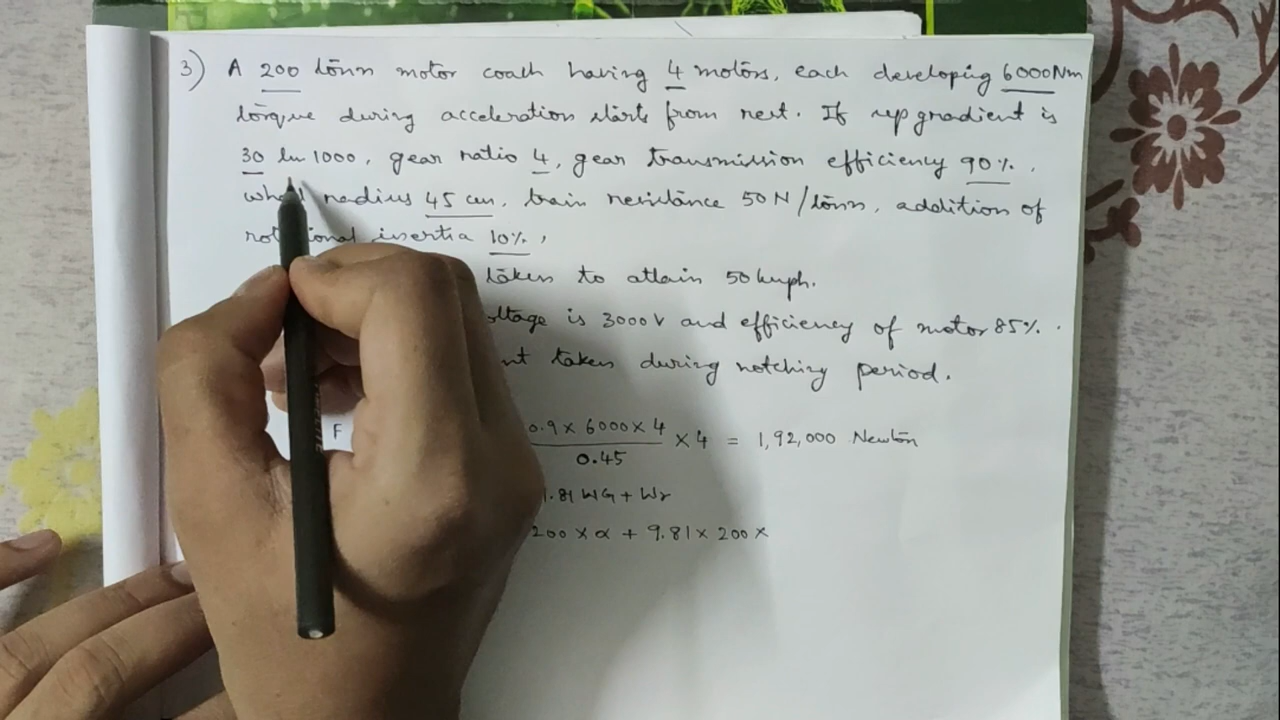 3) A 200 tonn motor coach having 4 motors, each developing 6000Nm
torque during acceleration starts from rest. If up gradient is
30 in 1000, gear ratio 4, gear transmission efficiency 90%,
radius 45 cm, train resistance 50 N/tonn, addition of
inertia 10%,
taken to attain 50 kmph.
is 3000V and efficiency of motor 85%.
taken during notching period.
F 0.9 × 6000 × 4 / 0.45 × 4 = 1,92,000 Newton
.81 WG + Wr
200 × α + 9.81 × 200 ×